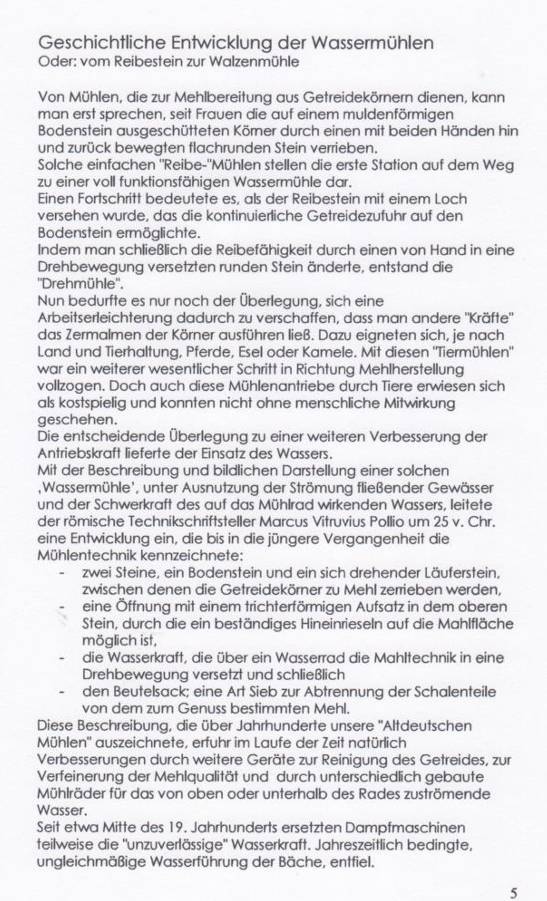 Geschichtliche Entwicklung der Wassermühlen
Oder: vom Reibestein zur Walzenmühle
Von Mühlen, die zur Mehlbereitung aus Getreidekörnern dienen, kann
man erst sprechen, seit Frauen die auf einem muldenförmigen
Bodenstein ausgeschütteten Körner durch einen mit beiden Händen hin
und zurück bewegten flachrunden Stein verrieben.
Solche einfachen "Reibe-"Mühlen stellen die erste Station auf dem Weg
zu einer voll funktionsfähigen Wassermühle dar.
Einen Fortschritt bedeutete es, als der Reibestein mit einem Loch
versehen wurde, das die kontinuierliche Getreidezufuhr auf den
Bodenstein ermöglichte.
Indem man schließlich die Reibefähigkeit durch einen von Hand in eine
Drehbewegung versetzten runden Stein änderte, entstand die
"Drehmühle".
Nun bedurfte es nur noch der Überlegung, sich eine
Arbeitserleichterung dadurch zu verschaffen, dass man andere "Kräfte"
das Zermalmen der Körner ausführen ließ. Dazu eigneten sich, je nach
Land und Tierhaltung, Pferde, Esel oder Kamele. Mit diesen "Tiermühlen"
war ein weiterer wesentlicher Schritt in Richtung Mehlherstellung
vollzogen. Doch auch diese Mühlenantriebe durch Tiere erwiesen sich
als kostspielig und konnten nicht ohne menschliche Mitwirkung
geschehen.
Die entscheidende Überlegung zu einer weiteren Verbesserung der
Antriebskraft lieferte der Einsatz des Wassers.
Mit der Beschreibung und bildlichen Darstellung einer solchen
‚Wassermühle', unter Ausnutzung der Strömung fließender Gewässer
und der Schwerkraft des auf das Mühlrad wirkenden Wassers, leitete
der römische Technikschriftsteller Marcus Vitruvius Pollio um 25 v. Chr.
eine Entwicklung ein, die bis in die jüngere Vergangenheit die
Mühlentechnik kennzeichnete:
- zwei Steine, ein Bodenstein und ein sich drehender Läuferstein,
zwischen denen die Getreidekörner zu Mehl zerrieben werden,
- eine Öffnung mit einem trichterförmigen Aufsatz in dem oberen
Stein, durch die ein beständiges Hineinrieseln auf die Mahlfläche
möglich ist,
- die Wasserkraft, die über ein Wasserrad die Mahltechnik in eine
Drehbewegung versetzt und schließlich
- den Beutelsack; eine Art Sieb zur Abtrennung der Schalenteile
von dem zum Genuss bestimmten Mehl.
Diese Beschreibung, die über Jahrhunderte unsere "Altdeutschen
Mühlen" auszeichnete, erfuhr im Laufe der Zeit natürlich
Verbesserungen durch weitere Geräte zur Reinigung des Getreides, zur
Verfeinerung der Mehlqualität und durch unterschiedlich gebaute
Mühlräder für das von oben oder unterhalb des Rades zuströmende
Wasser.
Seit etwa Mitte des 19. Jahrhunderts ersetzten Dampfmaschinen
teilweise die "unzuverlässige" Wasserkraft. Jahreszeitlich bedingte,
ungleichmäßige Wasserführung der Bäche, entfiel.
5